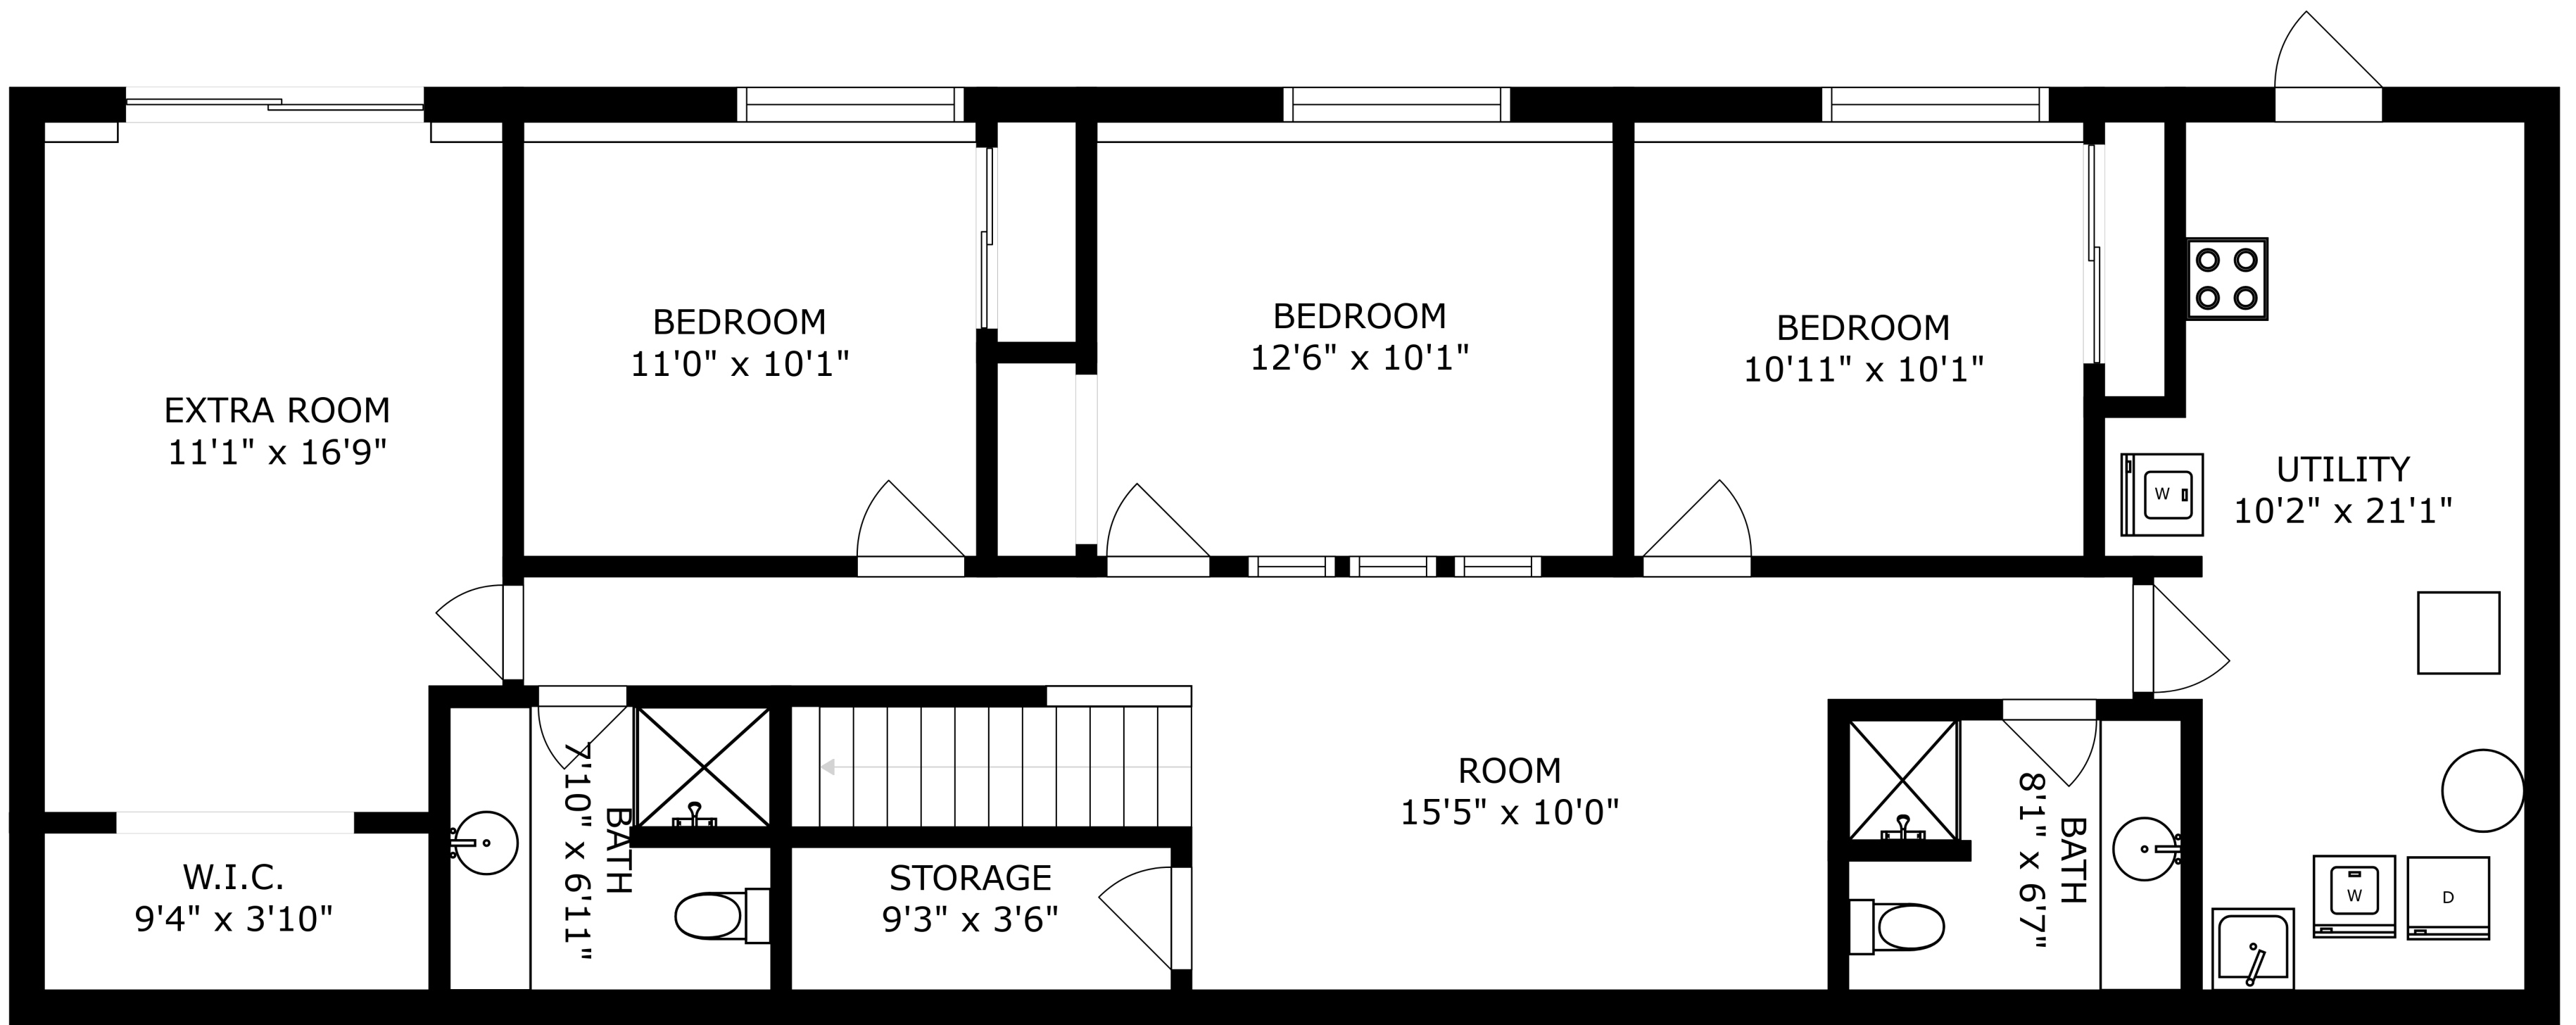 BEDROOM
11'0" x 10'1"
BEDROOM
12'6" x 10'1"
BEDROOM
10'11" x 10'1"
EXTRA ROOM
11'1" x 16'9"
UTILITY
10'2" x 21'1"
W
W.I.C.
9'4" x 3'10"
BATH
7'10" x 6'11"
STORAGE
9'3" x 3'6"
ROOM
15'5" x 10'0"
BATH
8'1" x 6'7"
W
D